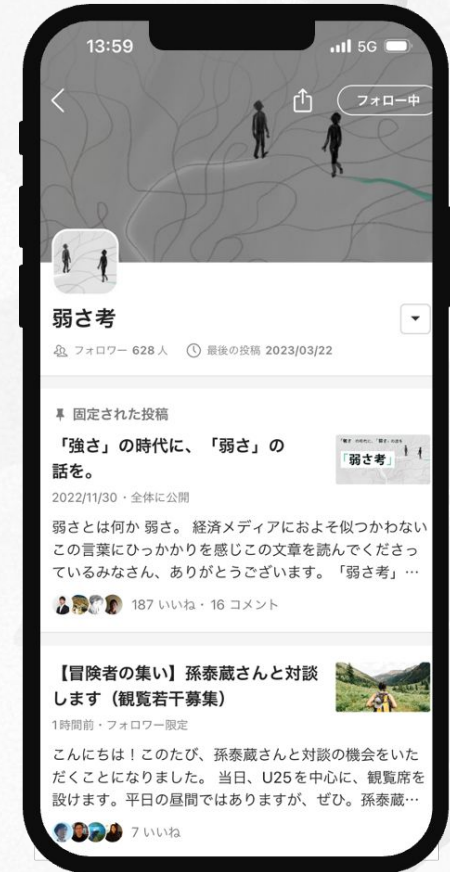 13:59
5G
フォロー中
弱さ考
フォロワー 628 人
最後の投稿 2023/03/22
固定された投稿
「強さ」の時代に、「弱さ」の
話を。
「弱さ考」
2022/11/30・全体に公開
弱さとは何か 弱さ。 経済メディアにおよそ似つかわない
この言葉にひっかかりを感じこの文章を読んでくださっ
ているみなさん、ありがとうございます。「弱さ考」…
187 いいね・16 コメント
【冒険者の集い】孫泰蔵さんと対談
します（観覧若干募集）
1時間前・フォロワー限定
こんにちは！このたび、孫泰蔵さんと対談の機会をいた
だくことになりました。 当日、U25を中心に、観覧席を
設けます。平日の昼間ではありますが、ぜひ。孫泰蔵…
7 いいね